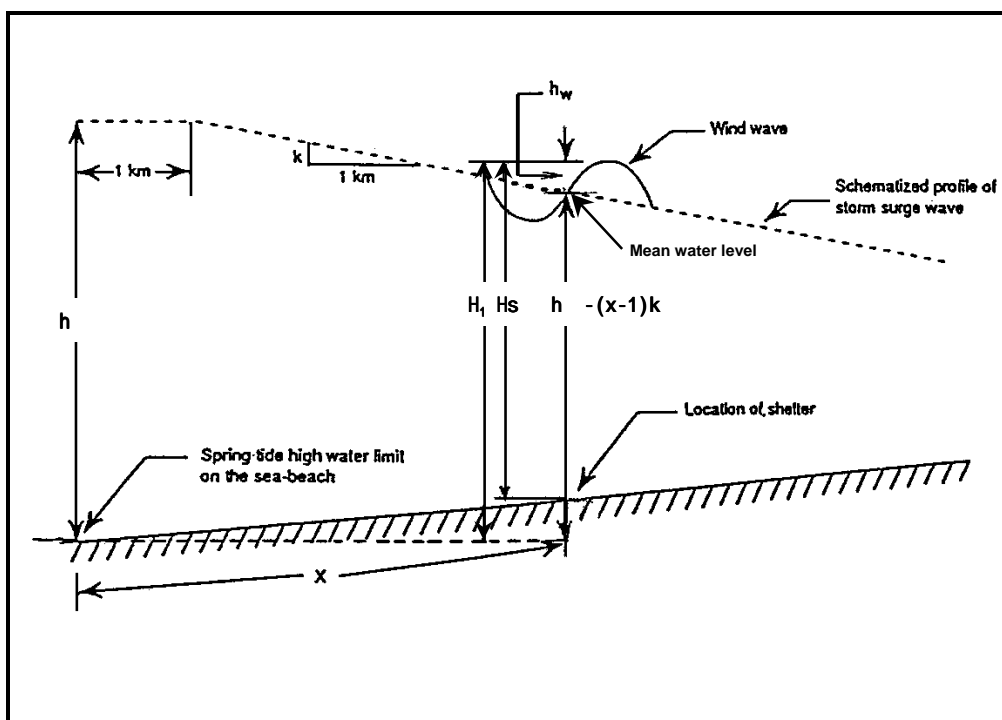 h_w
Wind wave
k
1 km
1 km
Schematized profile of
storm surge wave
Mean water level
h
H₁ Hs h -(x-1)k
Location of shelter
Spring-tide high water limit
on the sea-beach
X